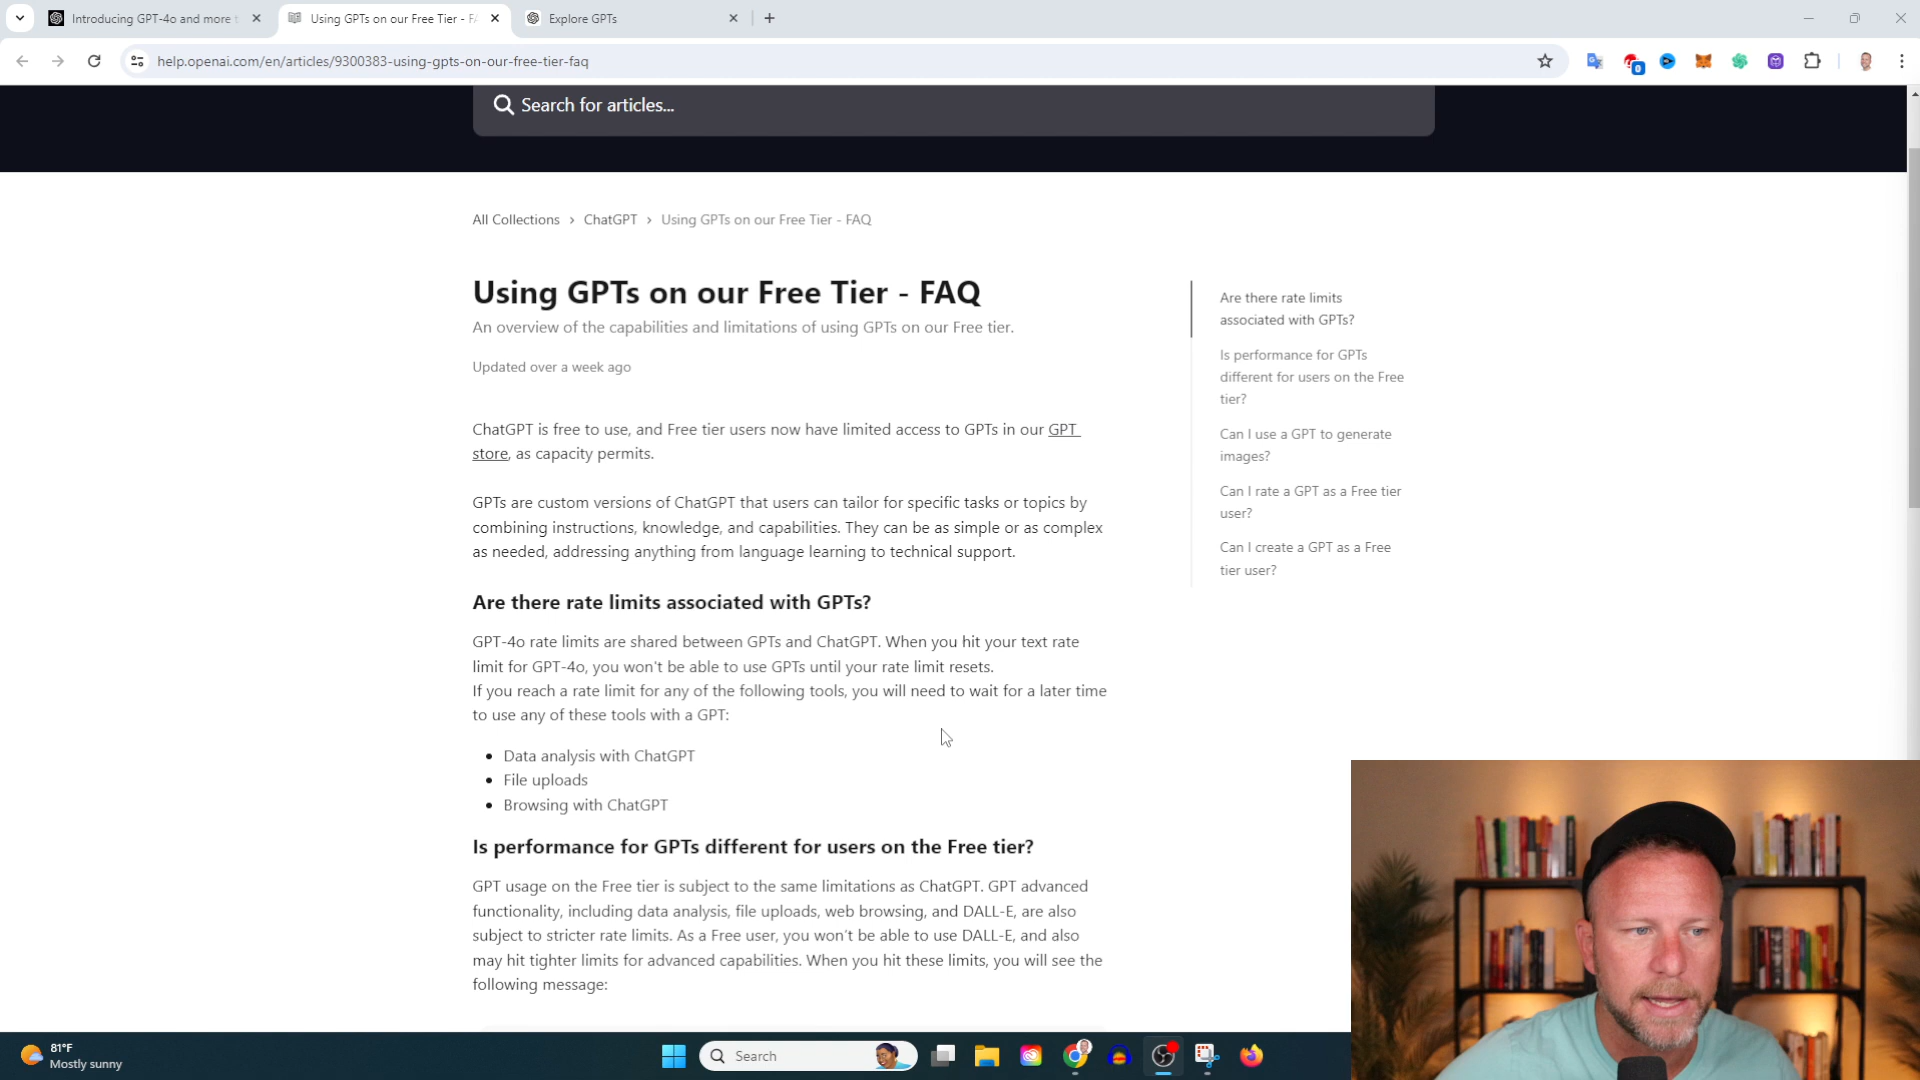 Introducing GPT-4o and more t
Using GPTs on our Free Tier - FA
Explore GPTs
help.openai.com/en/articles/9300383-using-gpts-on-our-free-tier-faq
0
Search for articles...
All Collections > ChatGPT > Using GPTs on our Free Tier - FAQ
Using GPTs on our Free Tier - FAQ
An overview of the capabilities and limitations of using GPTs on our Free tier.
Updated over a week ago
ChatGPT is free to use, and Free tier users now have limited access to GPTs in our GPT
store, as capacity permits.
GPTs are custom versions of ChatGPT that users can tailor for specific tasks or topics by
combining instructions, knowledge, and capabilities. They can be as simple or as complex
as needed, addressing anything from language learning to technical support.
Are there rate limits associated with GPTs?
GPT-4o rate limits are shared between GPTs and ChatGPT. When you hit your text rate
limit for GPT-4o, you won't be able to use GPTs until your rate limit resets.
If you reach a rate limit for any of the following tools, you will need to wait for a later time
to use any of these tools with a GPT:
• Data analysis with ChatGPT
• File uploads
• Browsing with ChatGPT
Is performance for GPTs different for users on the Free tier?
GPT usage on the Free tier is subject to the same limitations as ChatGPT. GPT advanced
functionality, including data analysis, file uploads, web browsing, and DALL-E, are also
subject to stricter rate limits. As a Free user, you won't be able to use DALL-E, and also
may hit tighter limits for advanced capabilities. When you hit these limits, you will see the
following message:
Are there rate limits
associated with GPTs?
Is performance for GPTs
different for users on the Free
tier?
Can I use a GPT to generate
images?
Can I rate a GPT as a Free tier
user?
Can I create a GPT as a Free
tier user?
81°F
Mostly sunny
Search